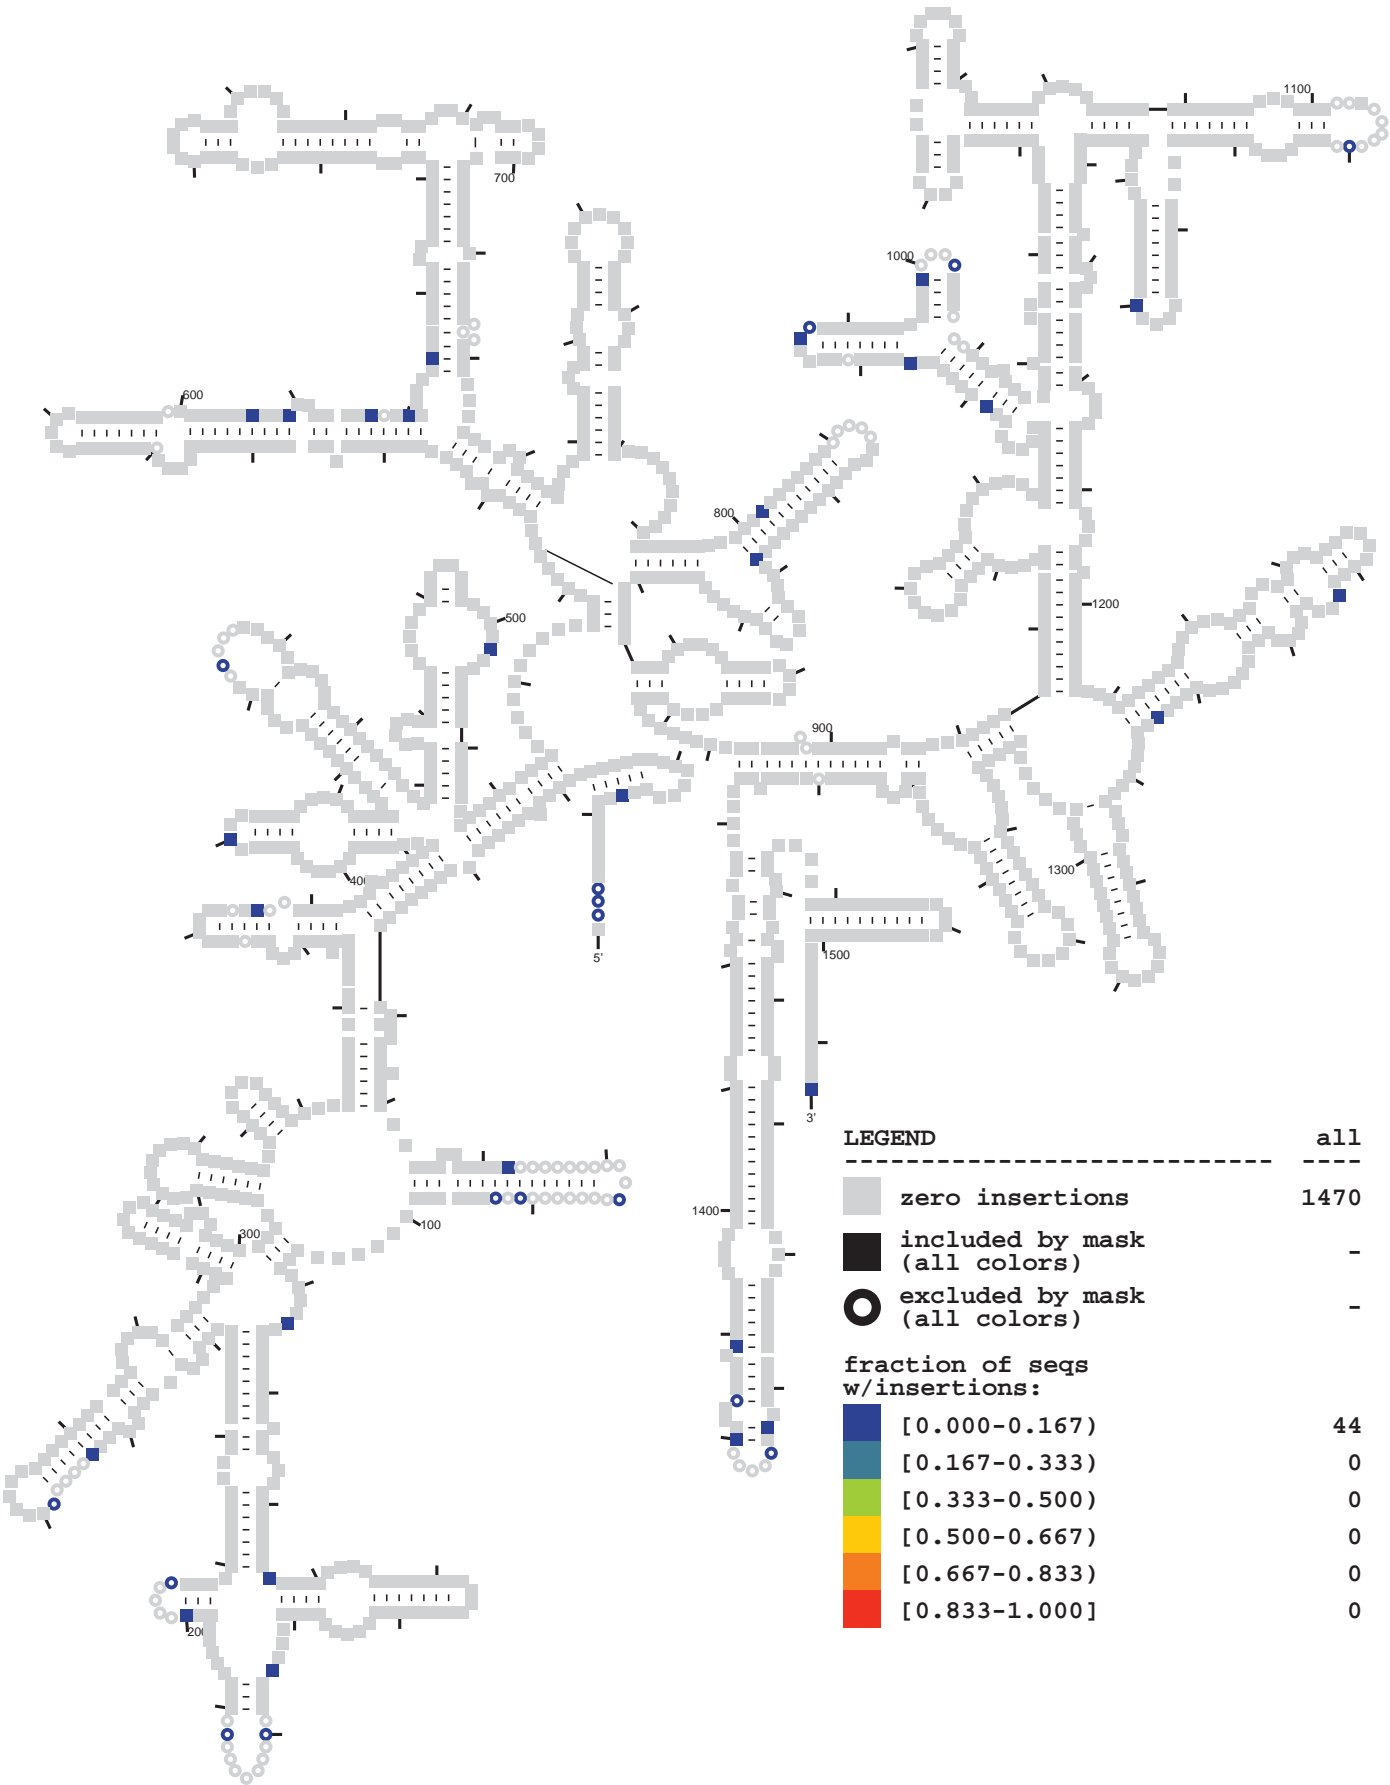 1100
700
1000
600
800
500
1200
900
1300
400
1500
5'
3'
LEGEND all
zero insertions 1470
included by mask
(all colors) -
excluded by mask
(all colors) -
fraction of seqs
w/insertions:
[0.000-0.167) 44
[0.167-0.333) 0
[0.333-0.500) 0
[0.500-0.667) 0
[0.667-0.833) 0
[0.833-1.000] 0
1400
100
300
200